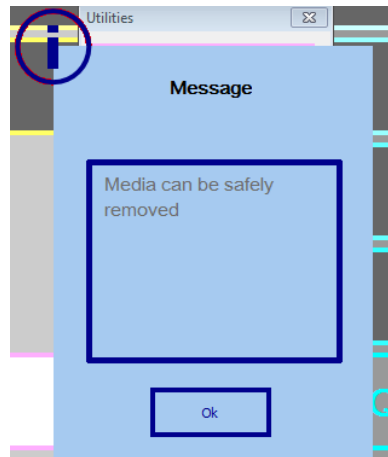 Utilities
i
Message
Media can be safely
removed
Ok